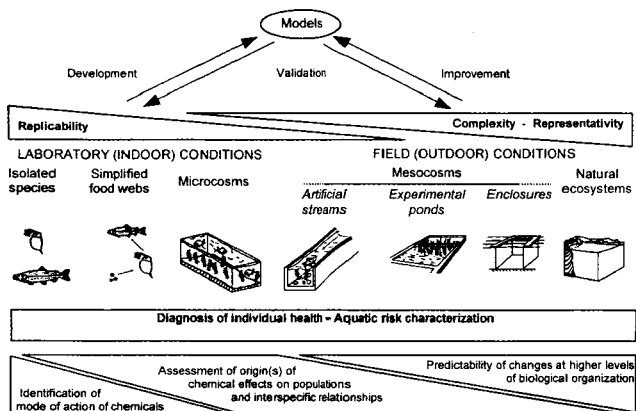 Models
Development
Validation
Improvement
Replicability
Complexity - Representativity
LABORATORY (INDOOR) CONDITIONS
FIELD (OUTDOOR) CONDITIONS
Isolated
species
Simplified
food webs
Microcosms
Mesocosms
Artificial
streams
Experimental
ponds
Enclosures
Natural
ecosystems
Diagnosis of individual health - Aquatic risk characterization
Identification of
mode of action of chemicals
Assessment of origin(s) of
chemical effects on populations
and interspecific relationships
Predictability of changes at higher levels
of biological organization